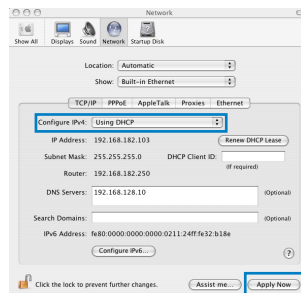 Network
Show All Displays Sound Network Startup Disk
Location: Automatic
Show: Built-in Ethernet
TCP/IP PPPoE AppleTalk Proxies Ethernet
Configure IPv4: Using DHCP
IP Address: 192.168.182.103 Renew DHCP Lease
Subnet Mask: 255.255.255.0 DHCP Client ID:
(If required)
Router: 192.168.182.250
DNS Servers: 192.168.128.10 (Optional)
Search Domains: (Optional)
IPv6 Address: fe80:0000:0000:0000:0211:24ff:fe32:b18e
Configure IPv6... ?
Click the lock to prevent further changes. Assist me... Apply Now